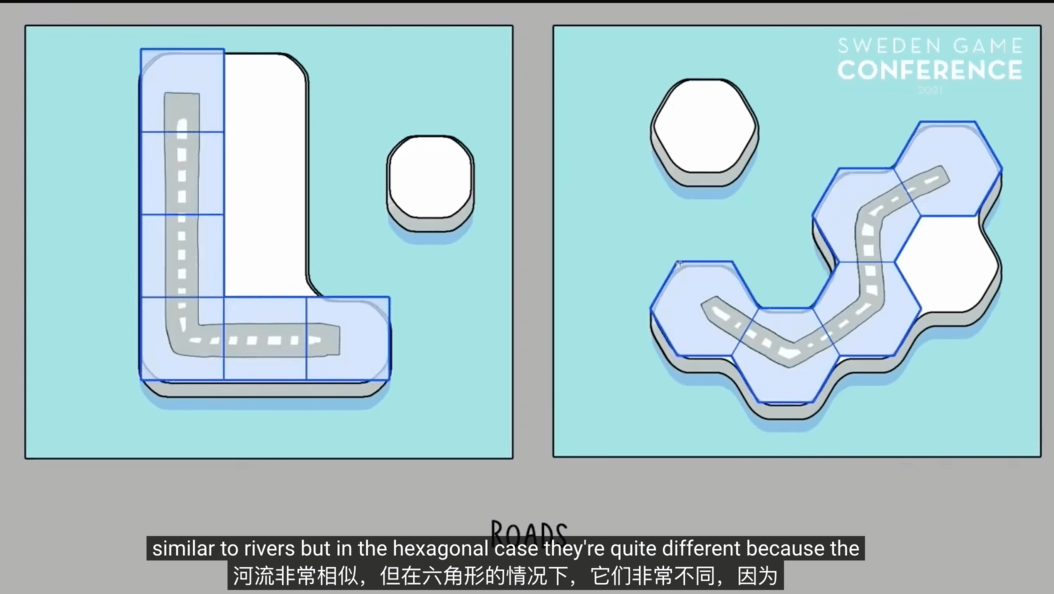 SWEDEN GAME
CONFERENCE
2021
ROADS
similar to rivers but in the hexagonal case they're quite different because the
河流非常相似，但在六角形的情况下，它们非常不同，因为